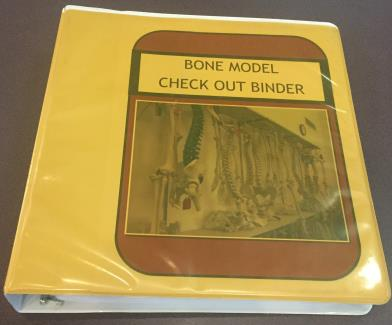 BONE MODEL
CHECK OUT BINDER